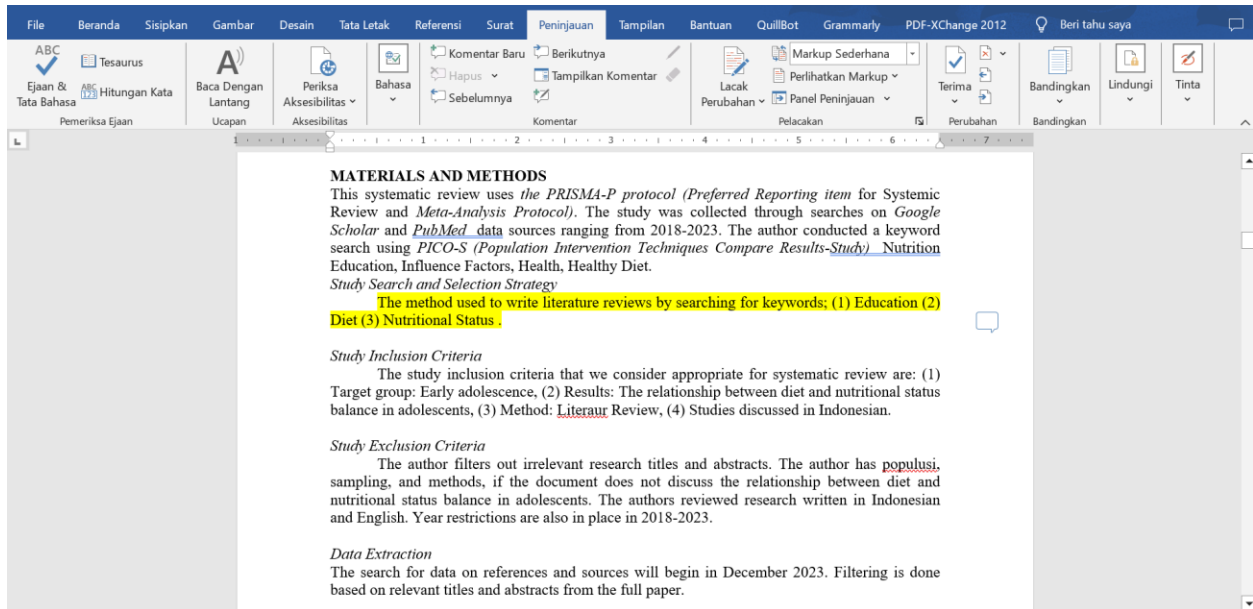 File Beranda Sisipkan Gambar Desain Tata Letak Referensi Surat Peninjauan Tampilan Bantuan QuillBot Grammarly PDF-XChange 2012 Beri tahu saya
ABC
Ejaan &
Tata Bahasa
Tesaurus
ABC
123 Hitungan Kata
Pemeriksa Ejaan
A
Baca Dengan
Lantang
Ucapan
Periksa
Aksesibilitas
Aksesibilitas
Bahasa
Komentar Baru
Hapus
Sebelumnya
Berikutnya
Tampilkan Komentar
Komentar
Lacak
Perubahan
Markup Sederhana
Perlihatkan Markup
Panel Peninjauan
Pelacakan
Terima
Perubahan
Bandingkan
Bandingkan
Lindungi
Tinta
L
1 1 2 3 4 5 6 7
MATERIALS AND METHODS
This systematic review uses the PRISMA-P protocol (Preferred Reporting item for Systemic
Review and Meta-Analysis Protocol). The study was collected through searches on Google
Scholar and PubMed data sources ranging from 2018-2023. The author conducted a keyword
search using PICO-S (Population Intervention Techniques Compare Results-Study) Nutrition
Education, Influence Factors, Health, Healthy Diet.
Study Search and Selection Strategy
The method used to write literature reviews by searching for keywords; (1) Education (2)
Diet (3) Nutritional Status .
Study Inclusion Criteria
The study inclusion criteria that we consider appropriate for systematic review are: (1)
Target group: Early adolescence, (2) Results: The relationship between diet and nutritional status
balance in adolescents, (3) Method: Literaur Review, (4) Studies discussed in Indonesian.
Study Exclusion Criteria
The author filters out irrelevant research titles and abstracts. The author has populusi,
sampling, and methods, if the document does not discuss the relationship between diet and
nutritional status balance in adolescents. The authors reviewed research written in Indonesian
and English. Year restrictions are also in place in 2018-2023.
Data Extraction
The search for data on references and sources will begin in December 2023. Filtering is done
based on relevant titles and abstracts from the full paper.